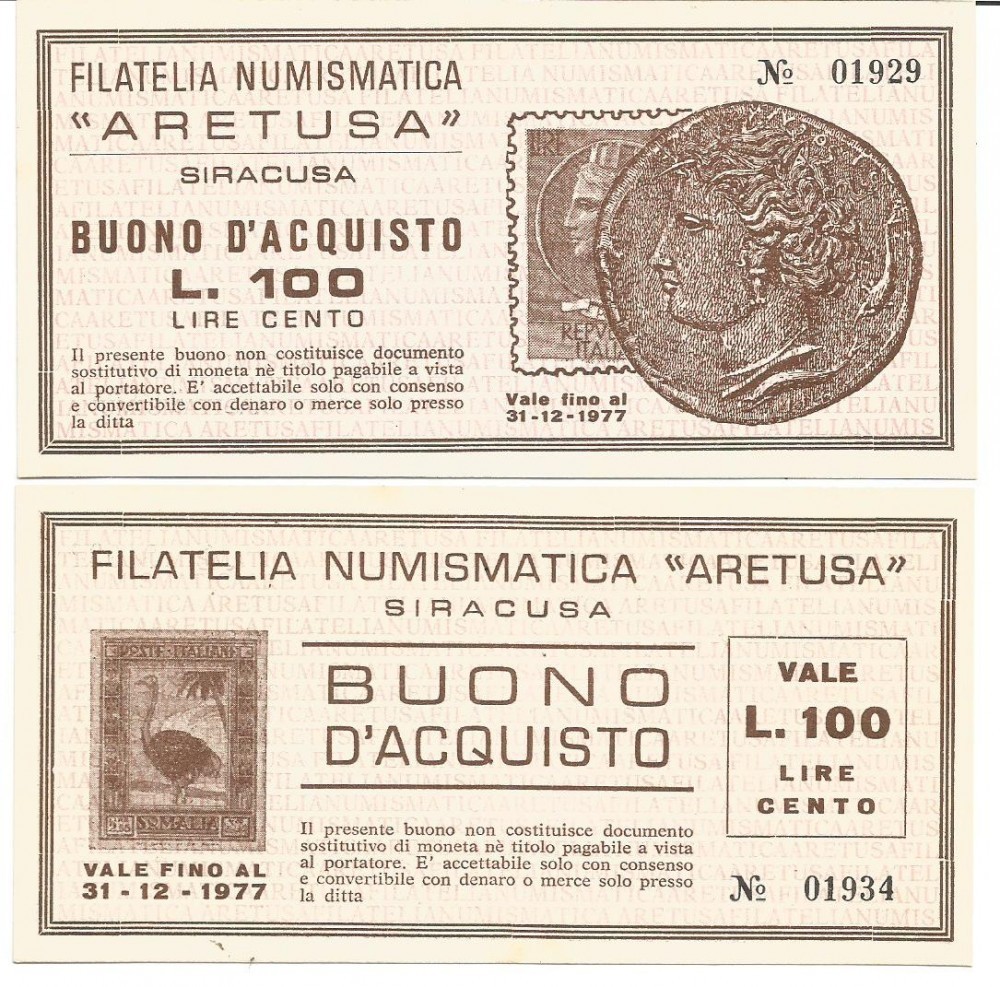 FILATELIA NUMISMATICA
Nº 01929
“ARETUSA”
SIRACUSA
BUONO D'ACQUISTO
L. 100
LIRE CENTO
Il presente buono non costituisce documento
sostitutivo di moneta nè titolo pagabile a vista
al portatore. E' accettabile solo con consenso
e convertibile con denaro o merce solo presso
la ditta
LIRE
REPV
ITALIA
Vale fino al
31-12-1977
FILATELIA NUMISMATICA “ARETUSA”
SIRACUSA
POSTE ITALIANE
SOMALIA
VALE FINO AL
31 - 12 - 1977
BUONO
D'ACQUISTO
Il presente buono non costituisce documento
sostitutivo di moneta nè titolo pagabile a vista
al portatore. E' accettabile solo con consenso
e convertibile con denaro o merce solo presso
la ditta
VALE
L. 100
LIRE
CENTO
Nº 01934